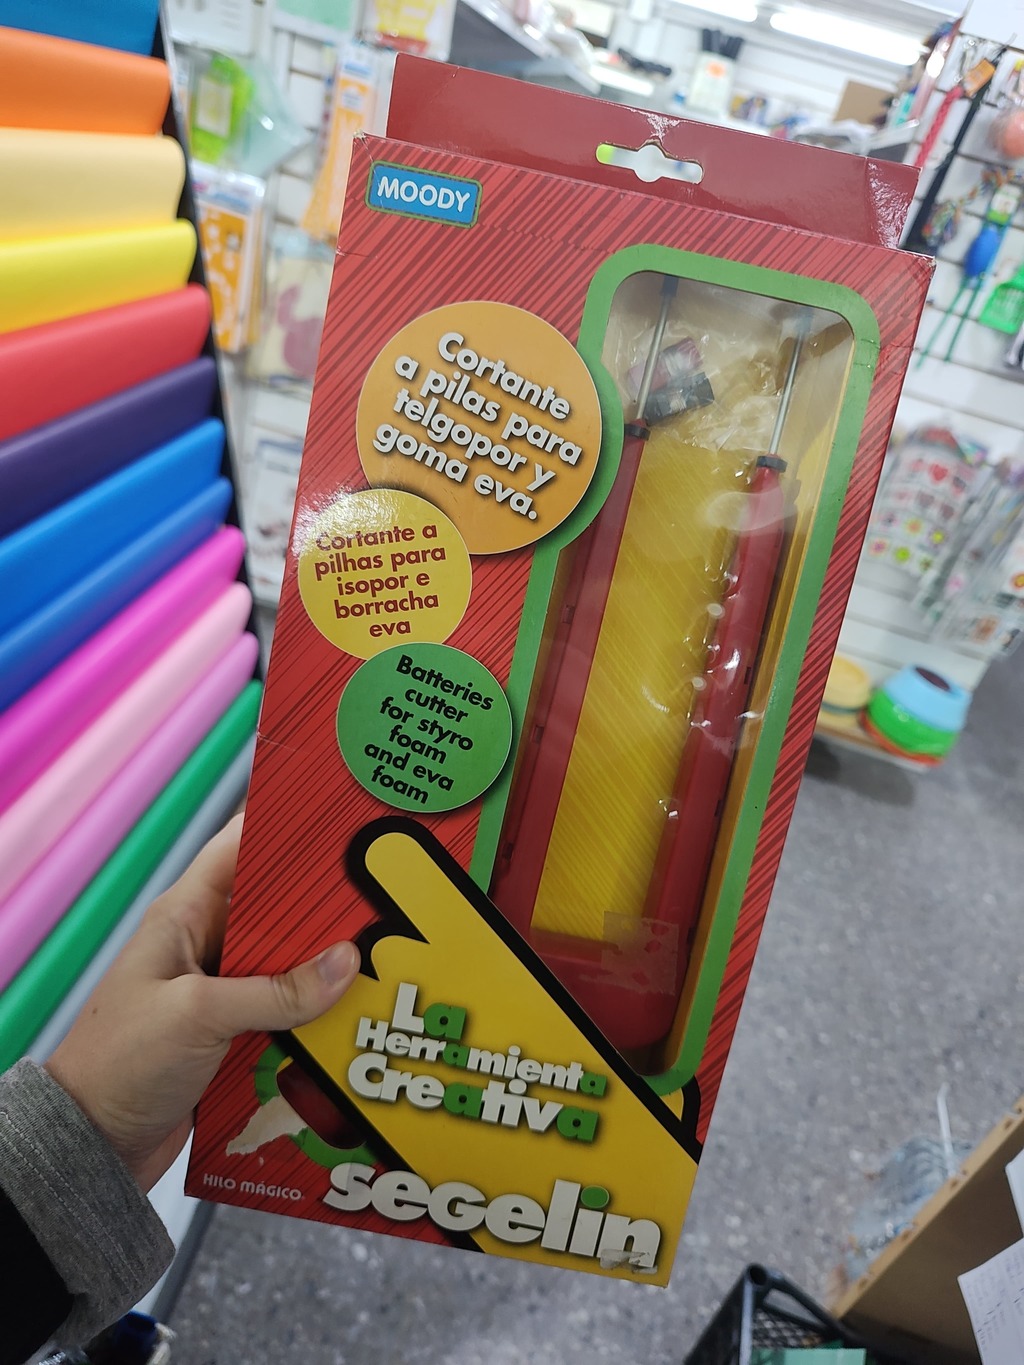 MOODY
Cortante
a pilas para
telgopor y
goma eva.
Cortante a
pilhas para
isopor e
borracha
eva
Batteries
cutter
for styro
foam
and eva
foam
La
Herramienta
Creativa
HILO MÁGICO
segelin